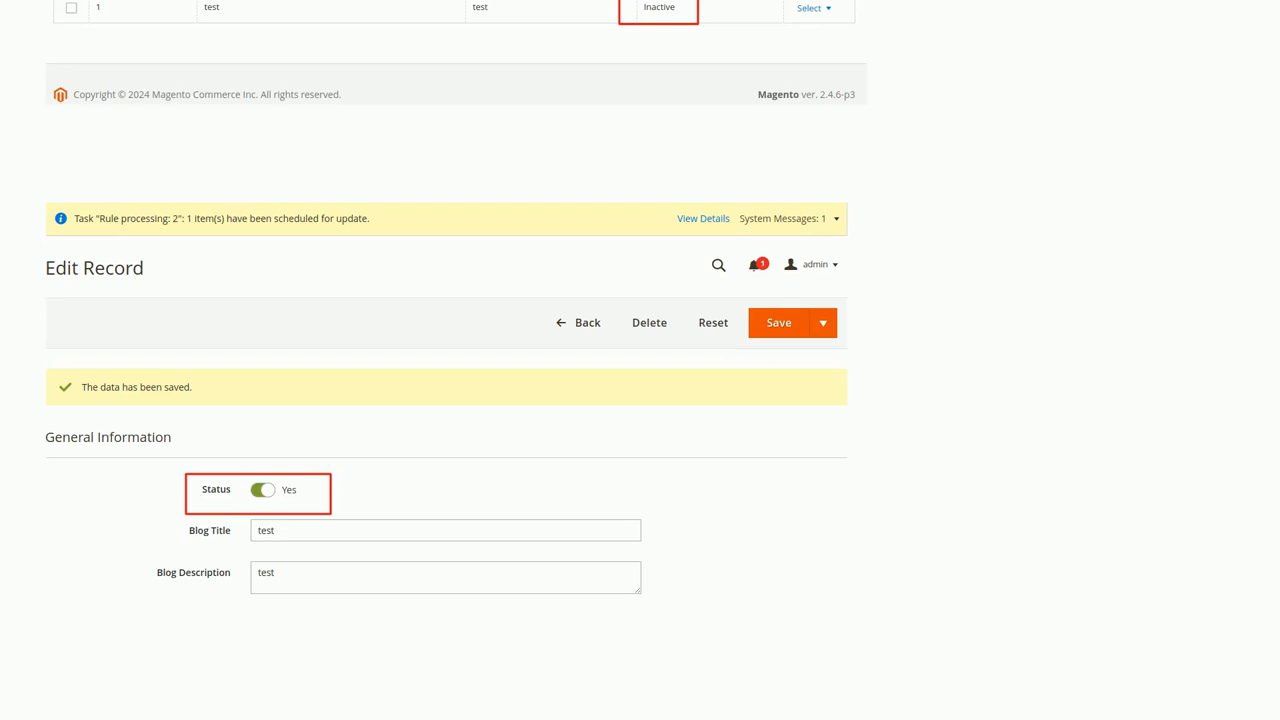 1 test test Inactive Select
Copyright © 2024 Magento Commerce Inc. All rights reserved. Magento ver. 2.4.6-p3
Task "Rule processing: 2": 1 item(s) have been scheduled for update. View Details System Messages: 1
Edit Record 1 admin
Back Delete Reset Save
The data has been saved.
General Information
Status Yes
Blog Title test
Blog Description test